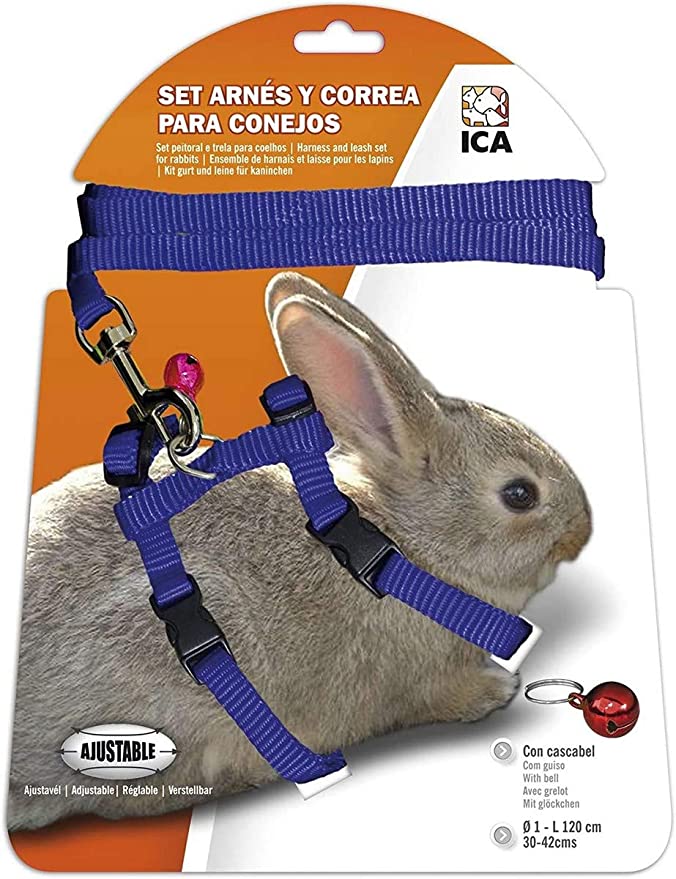 SET ARNÉS Y CORREA
PARA CONEJOS
Set peitoral e trela para coelhos | Harness and leash set
for rabbits | Ensemble de harnais et laisse pour les lapins
| Kit gurt und leine für kaninchen
ICA
AJUSTABLE
Ajustavél | Adjustable | Réglable | Verstellbar
Con cascabel
Com guiso
With bell
Avec grelot
Mit glöckchen
Ø 1 - L 120 cm
30-42cms